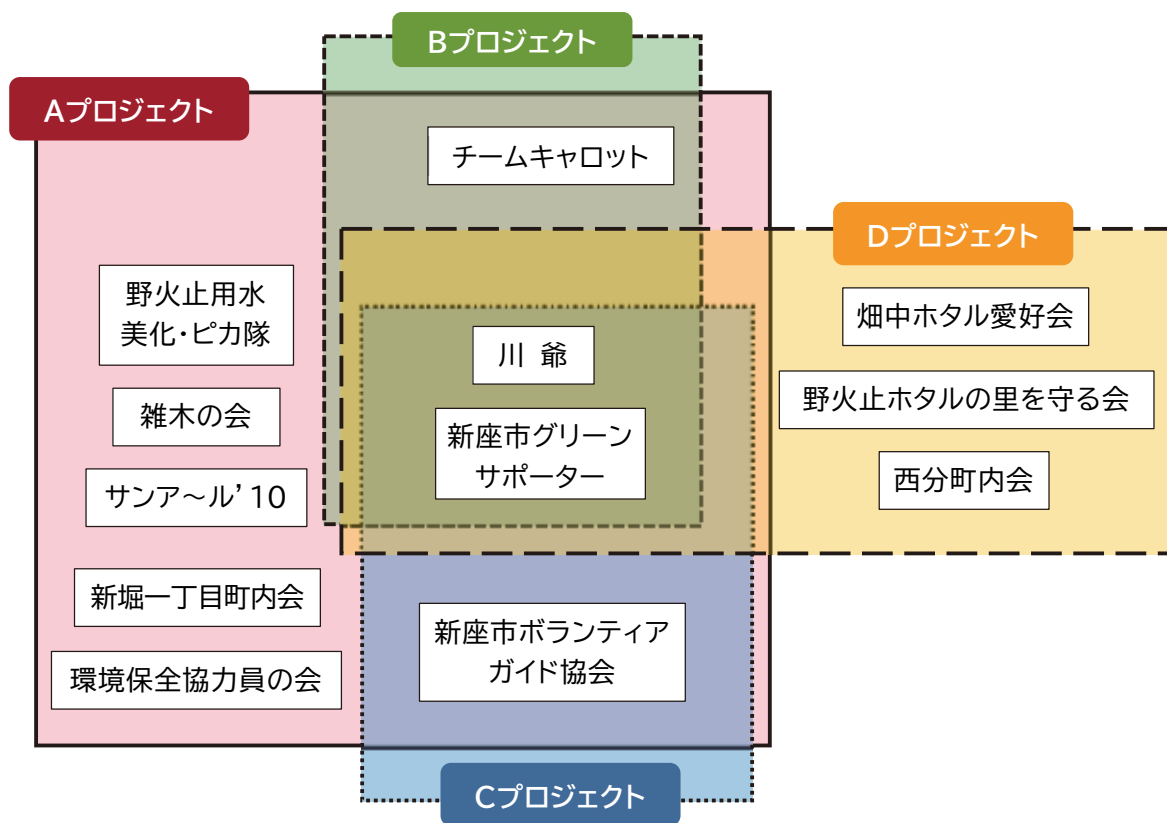 Bプロジェクト
Aプロジェクト
チームキャロット
Dプロジェクト
野火止用水
美化・ピカ隊
雑木の会
サンア～ル’10
新堀一丁目町内会
環境保全協力員の会
川 爺
新座市グリーン
サポーター
畑中ホタル愛好会
野火止ホタルの里を守る会
西分町内会
新座市ボランティア
ガイド協会
Cプロジェクト